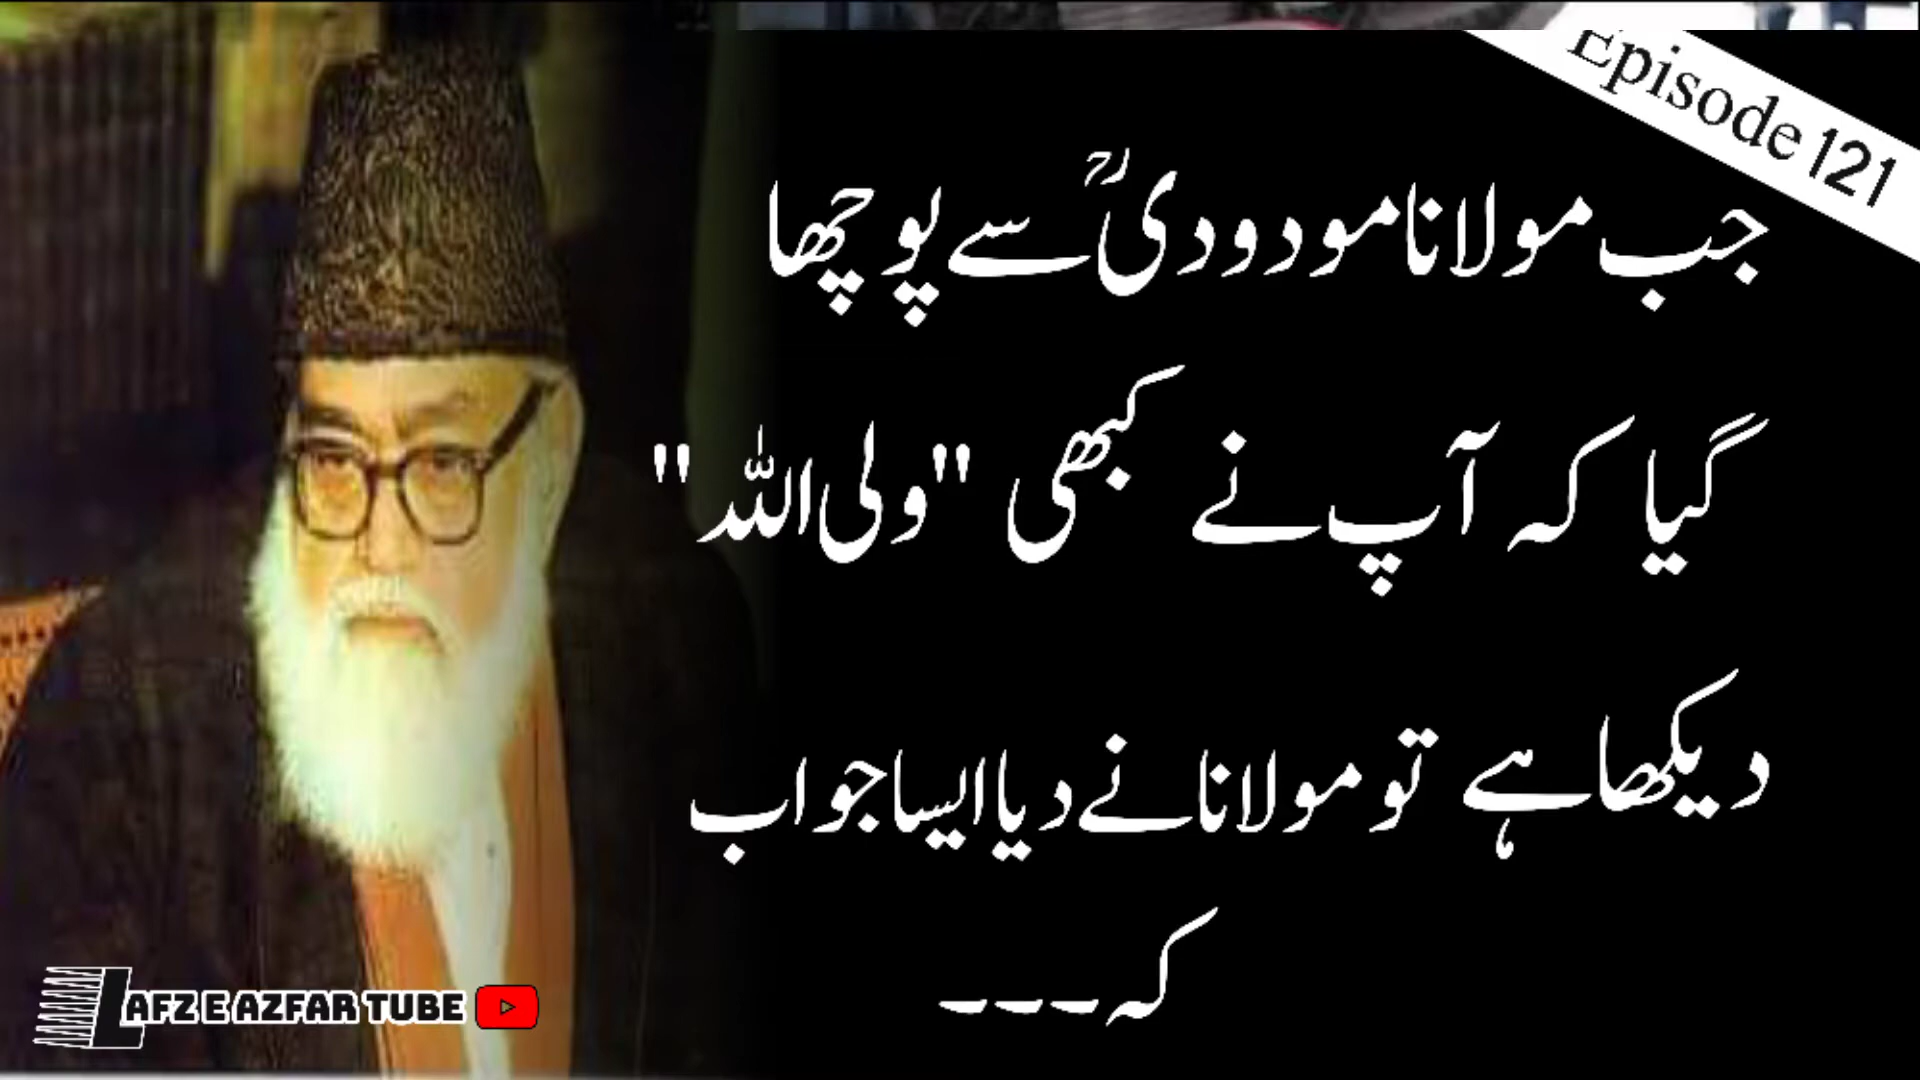 Episode 121
جب مولانا مودودیؒ سے پوچھا
گیا کہ آپ نے کبھی "ولی اللہ"
دیکھا ہے تو مولانا نے دیا ایسا جواب
کہ---
LAFZ E AZFAR TUBE